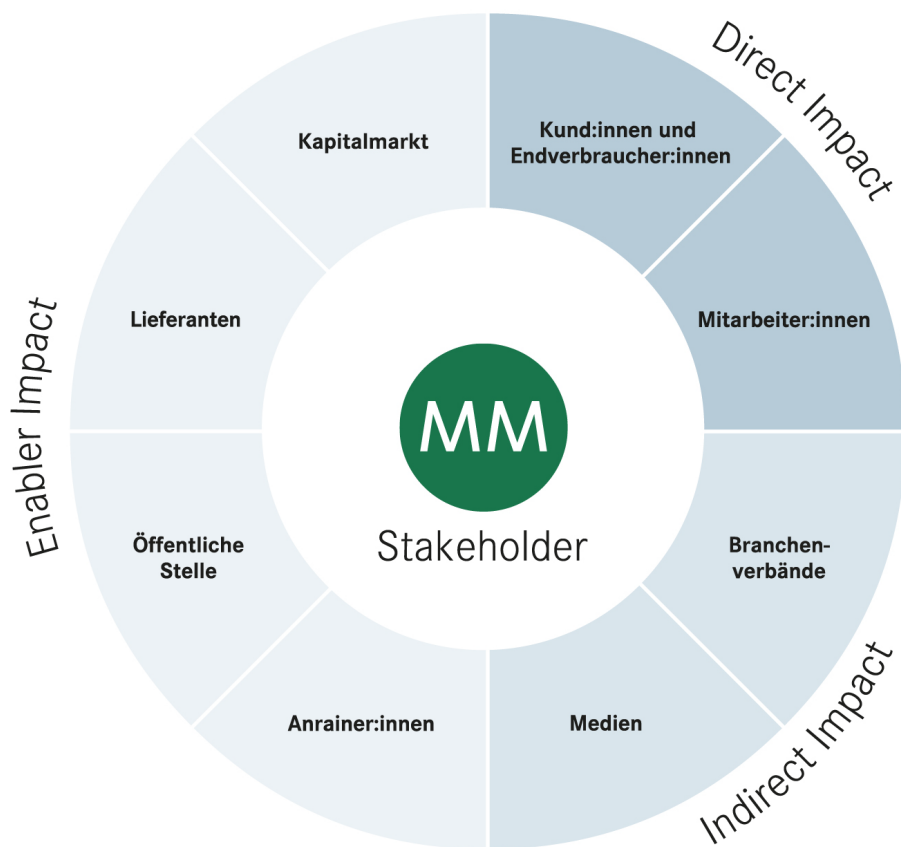 Direct Impact
Kapitalmarkt
Kund:innen und
Endverbraucher:innen
Lieferanten
Mitarbeiter:innen
Enabler Impact
MM
Stakeholder
Öffentliche
Stelle
Branchen-
verbände
Anrainer:innen
Medien
Indirect Impact